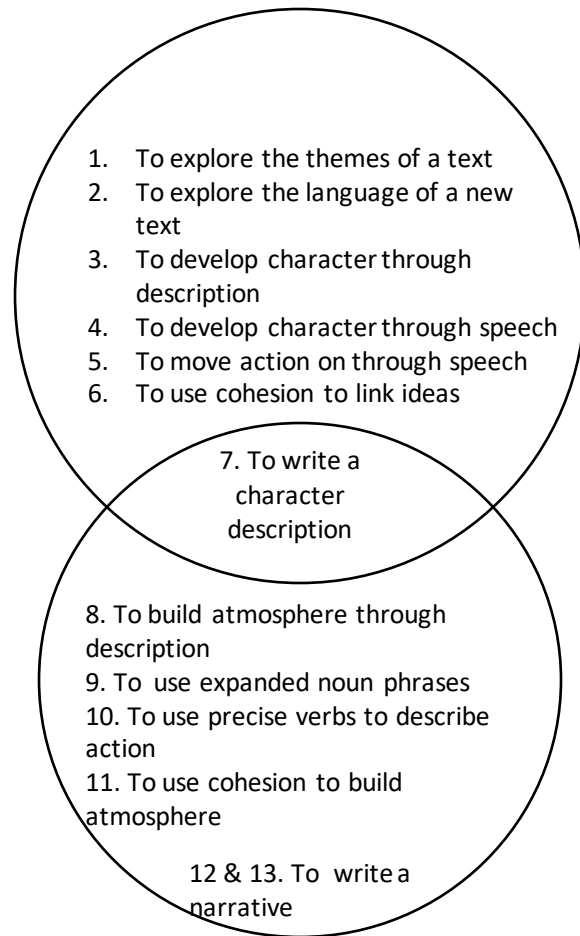 1. To explore the themes of a text
2. To explore the language of a new
text
3. To develop character through
description
4. To develop character through speech
5. To move action on through speech
6. To use cohesion to link ideas
7. To write a
character
description
8. To build atmosphere through
description
9. To use expanded noun phrases
10. To use precise verbs to describe
action
11. To use cohesion to build
atmosphere
12 & 13. To write a
narrative